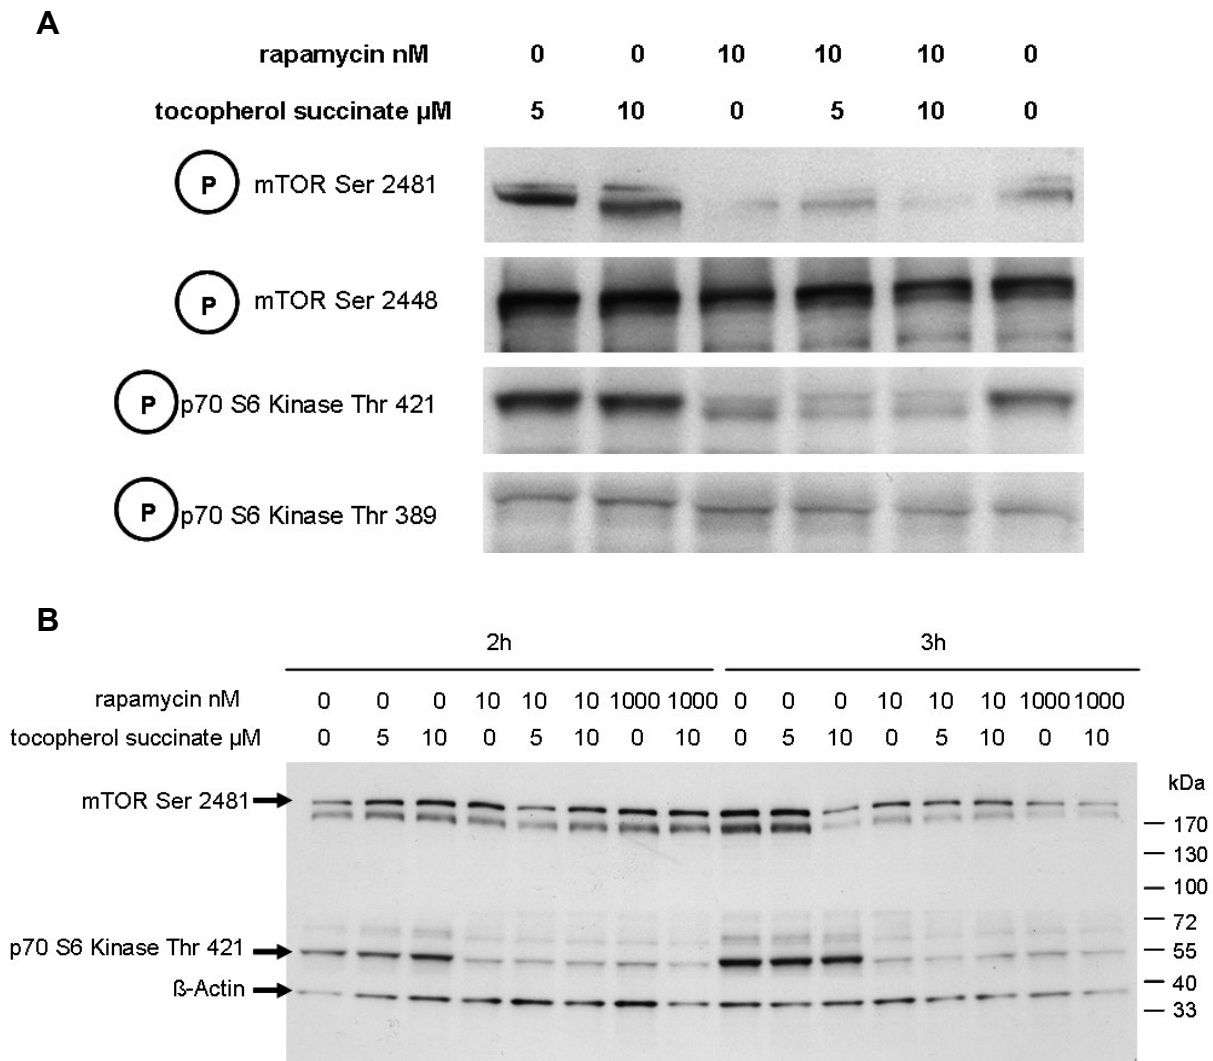 A
rapamycin nM 0 0 10 10 10 0
tocopherol succinate µM 5 10 0 5 10 0
P mTOR Ser 2481
P mTOR Ser 2448
P p70 S6 Kinase Thr 421
P p70 S6 Kinase Thr 389
B
2h 3h
rapamycin nM 0 0 0 10 10 10 1000 1000 0 0 0 10 10 10 1000 1000
tocopherol succinate µM 0 5 10 0 5 10 0 10 0 5 10 0 5 10 0 10
kDa
mTOR Ser 2481
170
130
100
72
p70 S6 Kinase Thr 421
55
ß-Actin
40
33